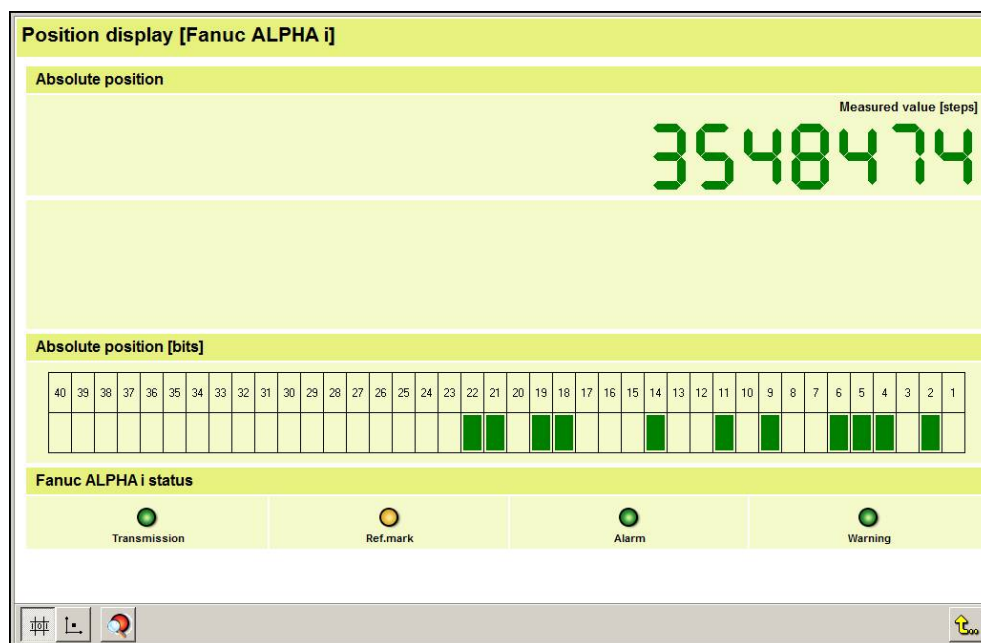 Position display [Fanuc ALPHA i]
Absolute position
Measured value [steps]
3548474
Absolute position [bits]
40 39 38 37 36 35 34 33 32 31 30 29 28 27 26 25 24 23 22 21 20 19 18 17 16 15 14 13 12 11 10 9 8 7 6 5 4 3 2 1
Fanuc ALPHA i status
Transmission Ref.mark Alarm Warning